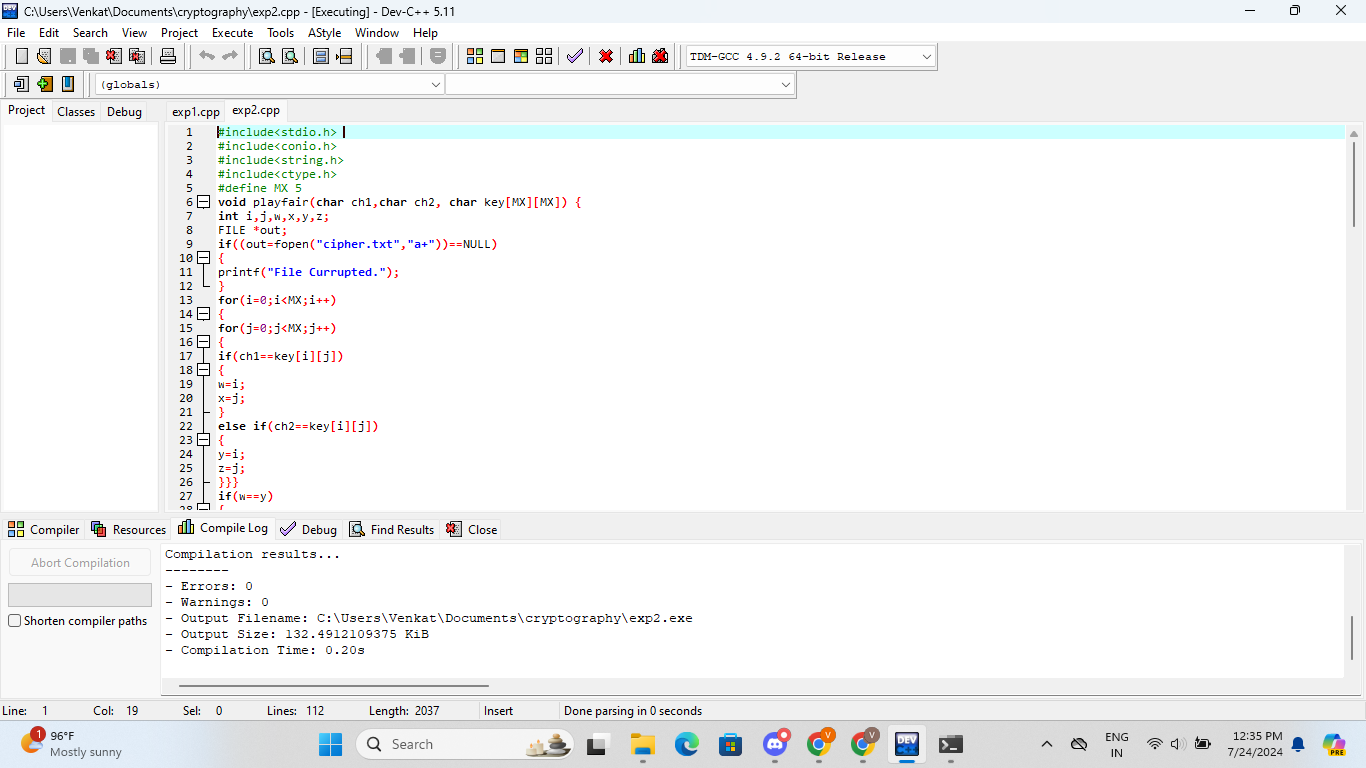 C:\Users\Venkat\Documents\cryptography\exp2.cpp - [Executing] - Dev-C++ 5.11
File Edit Search View Project Execute Tools AStyle Window Help
TDM-GCC 4.9.2 64-bit Release
(globals)
Project Classes Debug exp1.cpp exp2.cpp
1 #include<stdio.h>
2 #include<conio.h>
3 #include<string.h>
4 #include<ctype.h>
5 #define MX 5
6 void playfair(char ch1,char ch2, char key[MX][MX]) {
7 int i,j,w,x,y,z;
8 FILE *out;
9 if((out=fopen("cipher.txt","a+"))==NULL)
10 {
11 printf("File Currupted.");
12 }
13 for(i=0;i<MX;i++)
14 {
15 for(j=0;j<MX;j++)
16 {
17 if(ch1==key[i][j])
18 {
19 w=i;
20 x=j;
21 }
22 else if(ch2==key[i][j])
23 {
24 y=i;
25 z=j;
26 }}}
27 if(w==y)
28 {
Compiler Resources Compile Log Debug Find Results Close
Abort Compilation
Shorten compiler paths
Compilation results...
--------
- Errors: 0
- Warnings: 0
- Output Filename: C:\Users\Venkat\Documents\cryptography\exp2.exe
- Output Size: 132.4912109375 KiB
- Compilation Time: 0.20s
Line: 1 Col: 19 Sel: 0 Lines: 112 Length: 2037 Insert Done parsing in 0 seconds
1
96°F
Mostly sunny
Search
DEV
V
V
ENG
IN
12:35 PM
7/24/2024
PRE